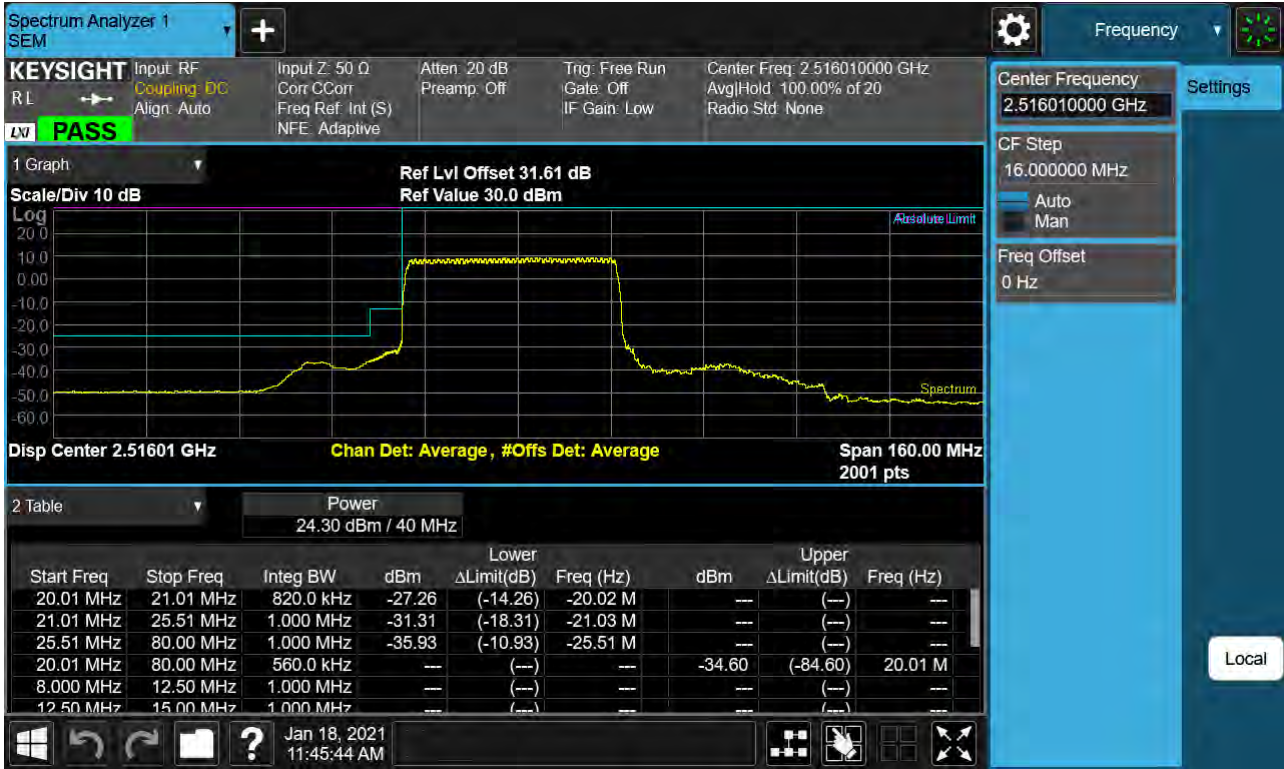 Spectrum Analyzer 1
SEM
Frequency
KEYSIGHT
Input: RF
Coupling: DC
Align: Auto
Input Z: 50 Ω
Corr CCorr
Freq Ref: Int (S)
NFE: Adaptive
Atten: 20 dB
Preamp: Off
Trig: Free Run
Gate: Off
IF Gain: Low
Center Freq: 2.516010000 GHz
Avg|Hold: 100.00% of 20
Radio Std: None
R L
LXI PASS
Center Frequency
2.516010000 GHz
Settings
CF Step
16.000000 MHz
Auto
Man
Freq Offset
0 Hz
Local
1 Graph
Scale/Div 10 dB
Ref Lvl Offset 31.61 dB
Ref Value 30.0 dBm
Log
Absolute Limit
20.0
10.0
0.00
-10.0
-20.0
-30.0
-40.0
-50.0
-60.0
Spectrum
Disp Center 2.51601 GHz Chan Det: Average, #Offs Det: Average Span 160.00 MHz
2001 pts
2 Table
Power
24.30 dBm / 40 MHz
Lower Upper
Start Freq Stop Freq Integ BW dBm ΔLimit(dB) Freq (Hz) dBm ΔLimit(dB) Freq (Hz)
20.01 MHz 21.01 MHz 820.0 kHz -27.26 (-14.26) -20.02 M --- (---) ---
21.01 MHz 25.51 MHz 1.000 MHz -31.31 (-18.31) -21.03 M --- (---) ---
25.51 MHz 80.00 MHz 1.000 MHz -35.93 (-10.93) -25.51 M --- (---) ---
20.01 MHz 80.00 MHz 560.0 kHz --- (---) --- -34.60 (-84.60) 20.01 M
8.000 MHz 12.50 MHz 1.000 MHz --- (---) --- --- (---) ---
12.50 MHz 15.00 MHz 1.000 MHz --- (---) --- --- (---) ---
Jan 18, 2021
11:45:44 AM